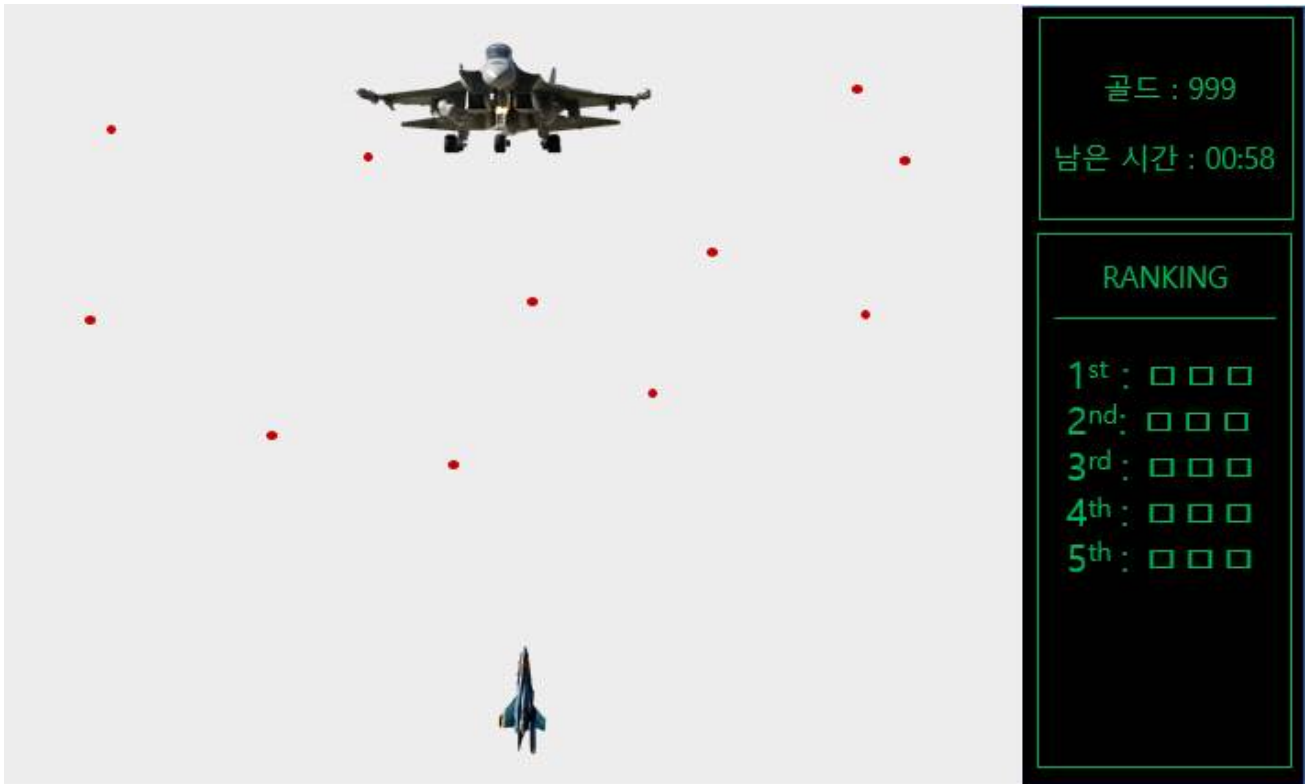 골드 : 999
남은 시간 : 00:58
RANKING
1st : ㅁ ㅁ ㅁ
2nd: ㅁ ㅁ ㅁ
3rd : ㅁ ㅁ ㅁ
4th : ㅁ ㅁ ㅁ
5th : ㅁ ㅁ ㅁ